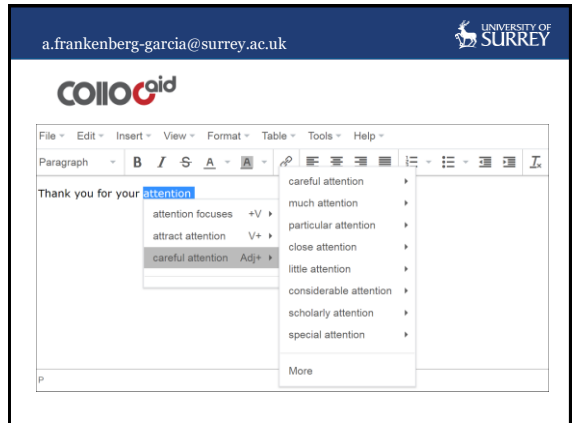 a.frankenberg-garcia@surrey.ac.uk
UNIVERSITY OF
SURREY
collocaid
File Edit Insert View Format Table Tools Help
Paragraph B I S A A Ix
Thank you for your attention
attention focuses +V
attract attention V+
careful attention Adj+
careful attention
much attention
particular attention
close attention
little attention
considerable attention
scholarly attention
special attention
More
P